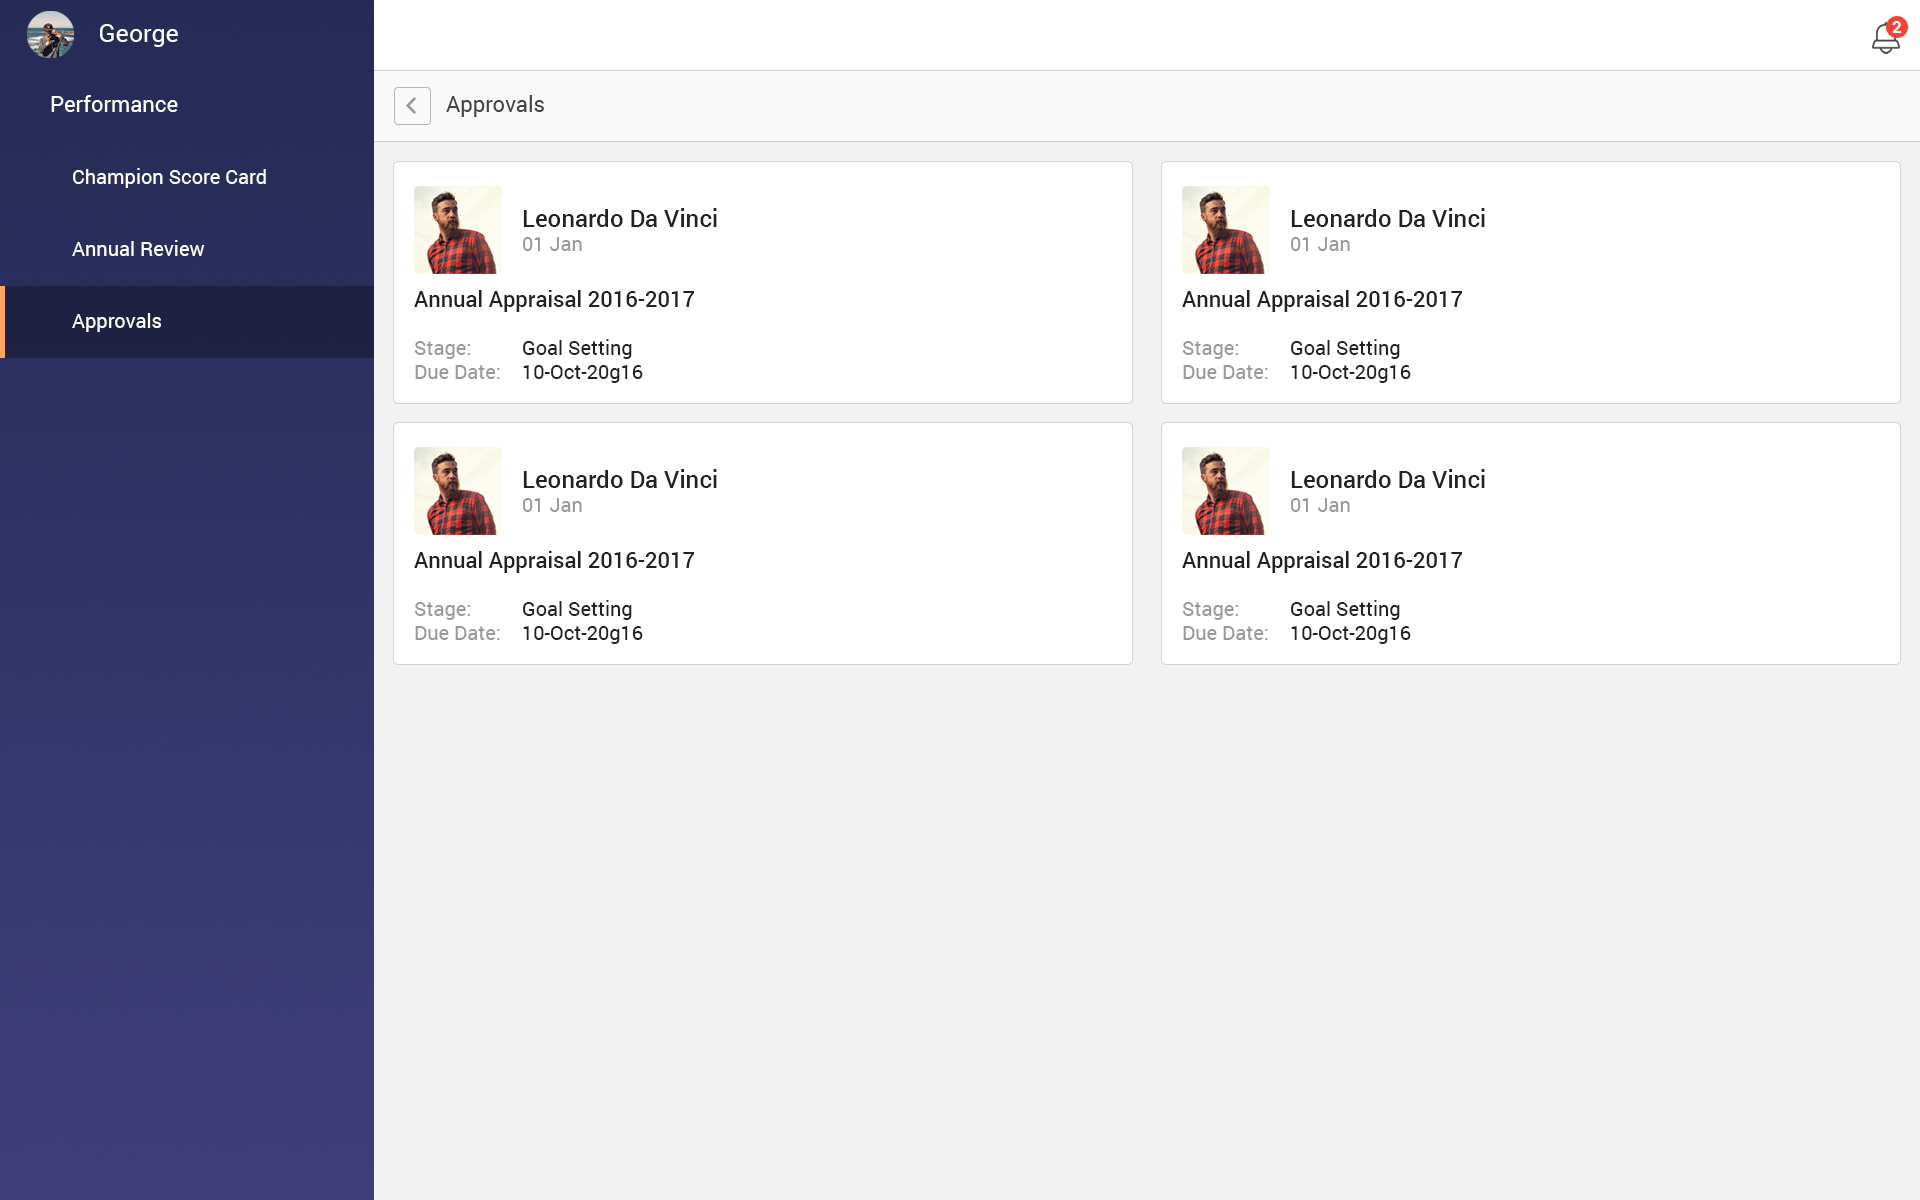 George
2
Performance
Approvals
Champion Score Card
Annual Review
Approvals
Leonardo Da Vinci
01 Jan
Annual Appraisal 2016-2017
Stage: Goal Setting
Due Date: 10-Oct-20g16
Leonardo Da Vinci
01 Jan
Annual Appraisal 2016-2017
Stage: Goal Setting
Due Date: 10-Oct-20g16
Leonardo Da Vinci
01 Jan
Annual Appraisal 2016-2017
Stage: Goal Setting
Due Date: 10-Oct-20g16
Leonardo Da Vinci
01 Jan
Annual Appraisal 2016-2017
Stage: Goal Setting
Due Date: 10-Oct-20g16